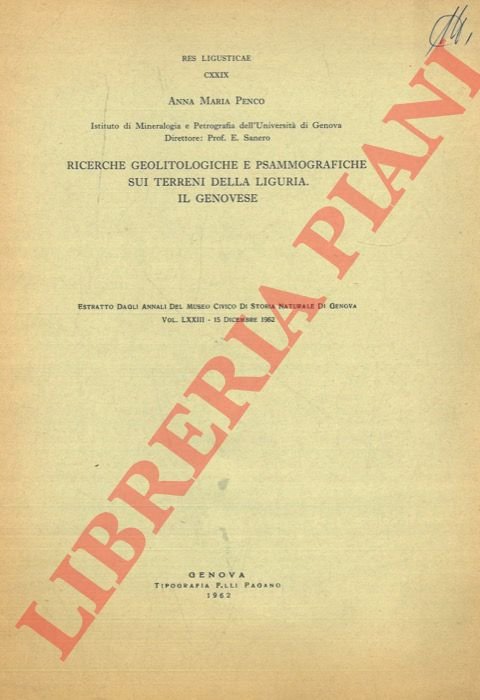 RES LIGUSTICAE
CXXIX
ANNA MARIA PENCO
Istituto di Mineralogia e Petrografia dell'Università di Genova
Direttore: Prof. E. Sanero
RICERCHE GEOLITOLOGICHE E PSAMMOGRAFICHE
SUI TERRENI DELLA LIGURIA.
IL GENOVESE
ESTRATTO DAGLI ANNALI DEL MUSEO CIVICO DI STORIA NATURALE DI GENOVA
VOL. LXXIII - 15 DICEMBRE 1962
LIBRERIA PIANI
GENOVA
TIPOGRAFIA F.LLI PAGANO
1962